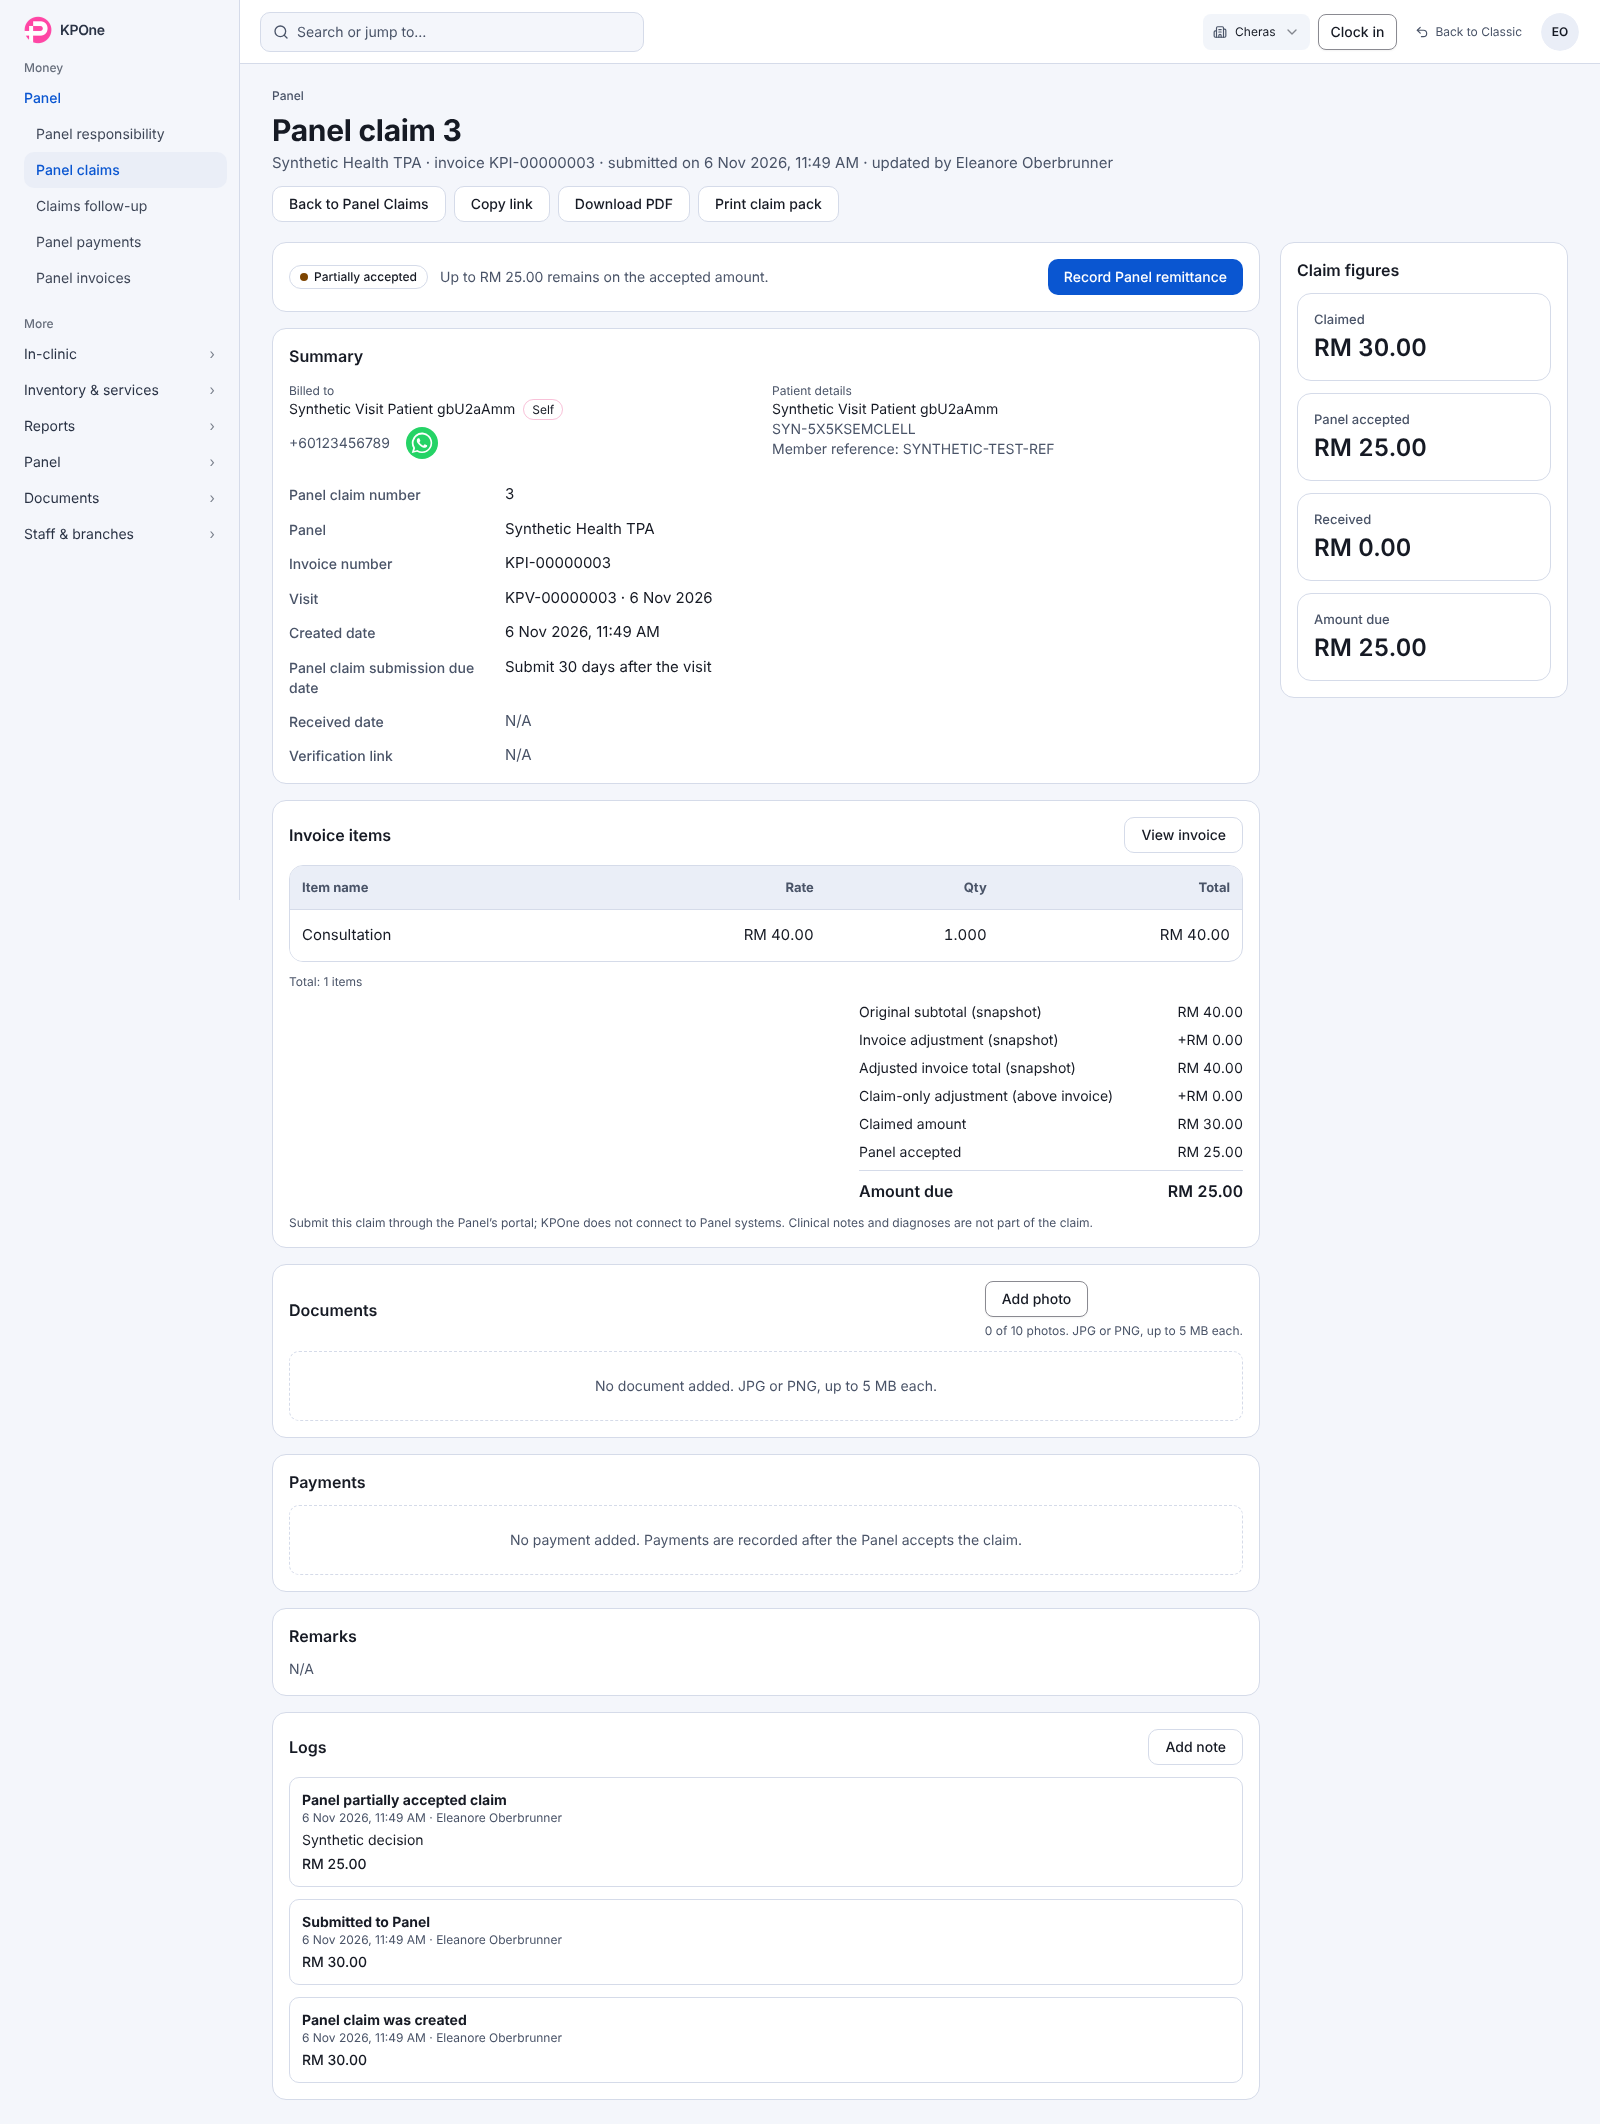 KPOne
Money
Panel
Panel responsibility
Panel claims
Claims follow-up
Panel payments
Panel invoices
More
In-clinic
Inventory & services
Reports
Panel
Documents
Staff & branches
Search or jump to...
Cheras
Clock in
Back to Classic
EO
Panel
Panel claim 3
Synthetic Health TPA · invoice KPI-00000003 · submitted on 6 Nov 2026, 11:49 AM · updated by Eleanore Oberbrunner
Back to Panel Claims
Copy link
Download PDF
Print claim pack
Partially accepted
Up to RM 25.00 remains on the accepted amount.
Record Panel remittance
Summary
Billed to
Synthetic Visit Patient gbU2aAmm Self
+60123456789
Patient details
Synthetic Visit Patient gbU2aAmm
SYN-5X5KSEMCLELL
Member reference: SYNTHETIC-TEST-REF
Panel claim number 3
Panel Synthetic Health TPA
Invoice number KPI-00000003
Visit KPV-00000003 · 6 Nov 2026
Created date 6 Nov 2026, 11:49 AM
Panel claim submission due date Submit 30 days after the visit
Received date N/A
Verification link N/A
Invoice items
View invoice
Item name Rate Qty Total
Consultation RM 40.00 1.000 RM 40.00
Total: 1 items
Original subtotal (snapshot) RM 40.00
Invoice adjustment (snapshot) +RM 0.00
Adjusted invoice total (snapshot) RM 40.00
Claim-only adjustment (above invoice) +RM 0.00
Claimed amount RM 30.00
Panel accepted RM 25.00
Amount due RM 25.00
Submit this claim through the Panel's portal; KPOne does not connect to Panel systems. Clinical notes and diagnoses are not part of the claim.
Documents
Add photo
0 of 10 photos. JPG or PNG, up to 5 MB each.
No document added. JPG or PNG, up to 5 MB each.
Payments
No payment added. Payments are recorded after the Panel accepts the claim.
Remarks
N/A
Logs
Add note
Panel partially accepted claim
6 Nov 2026, 11:49 AM · Eleanore Oberbrunner
Synthetic decision
RM 25.00
Submitted to Panel
6 Nov 2026, 11:49 AM · Eleanore Oberbrunner
RM 30.00
Panel claim was created
6 Nov 2026, 11:49 AM · Eleanore Oberbrunner
RM 30.00
Claim figures
Claimed
RM 30.00
Panel accepted
RM 25.00
Received
RM 0.00
Amount due
RM 25.00